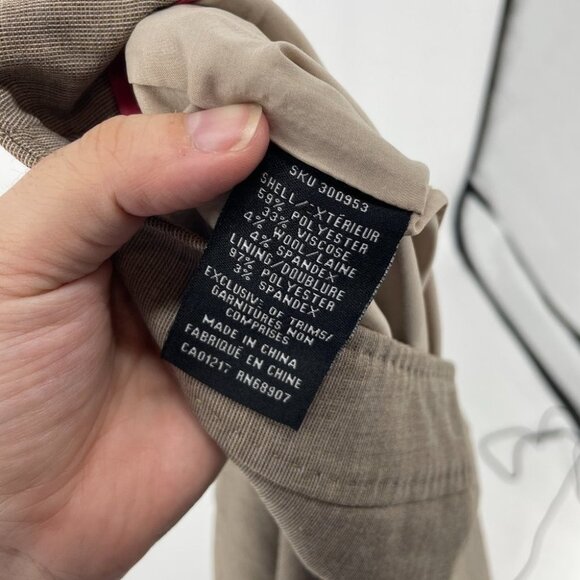 SKU 300953
SHELL/EXTÉRIEUR
59% POLYESTER
33% VISCOSE
4% WOOL/LAINE
4% SPANDEX
LINING/DOUBLURE
97% POLYESTER
3% SPANDEX
EXCLUSIVE OF TRIMS/
GARNITURES NON
COMPRISES
MADE IN CHINA
FABRIQUÉ EN CHINE
CA01217 RN68907